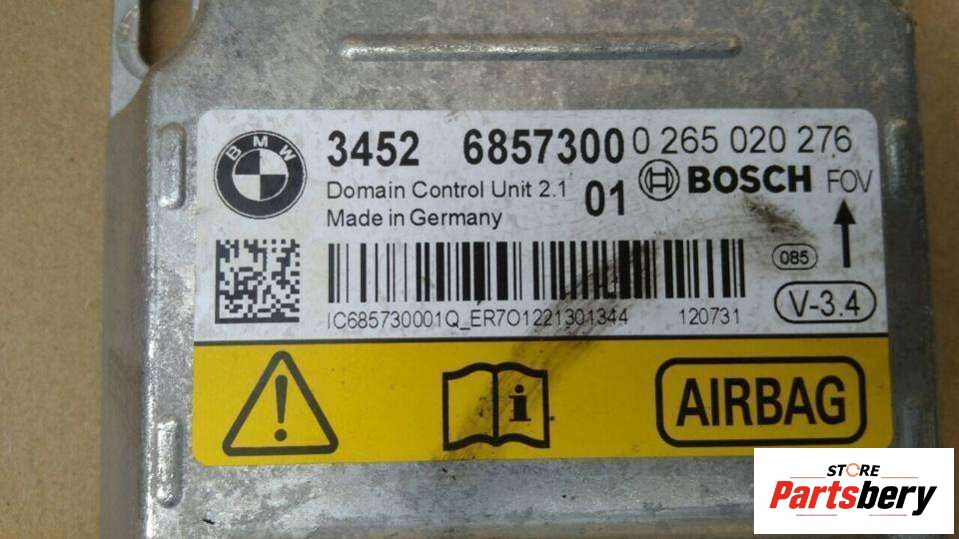 BMW
3452 6857300 0 265 020 276
Domain Control Unit 2.1 01 BOSCH FOV
Made in Germany
085
V-3.4
IC685730001Q_ER7O1221301344 120731
i AIRBAG
STORE
Partsbery